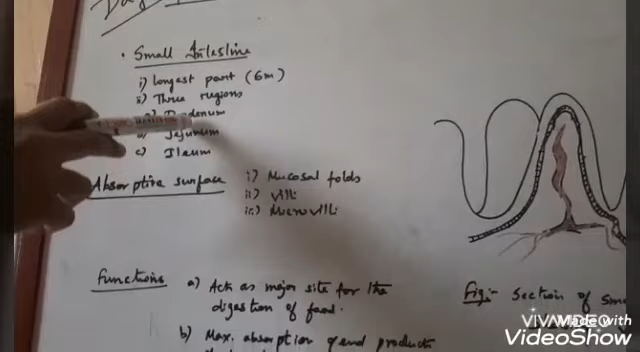 • Small Intestine
i) Longest part (6m)
ii) Three regions
b) Jejunum
c) Ileum
Absorptive surface
i) Mucosal folds
ii) Villi
iii) Microvilli
Functions
a) Act as major site for the
digestion of food.
b) Max. absorption of end products
Fig:- Section of
VIVAVIDEO
Made with
VideoShow